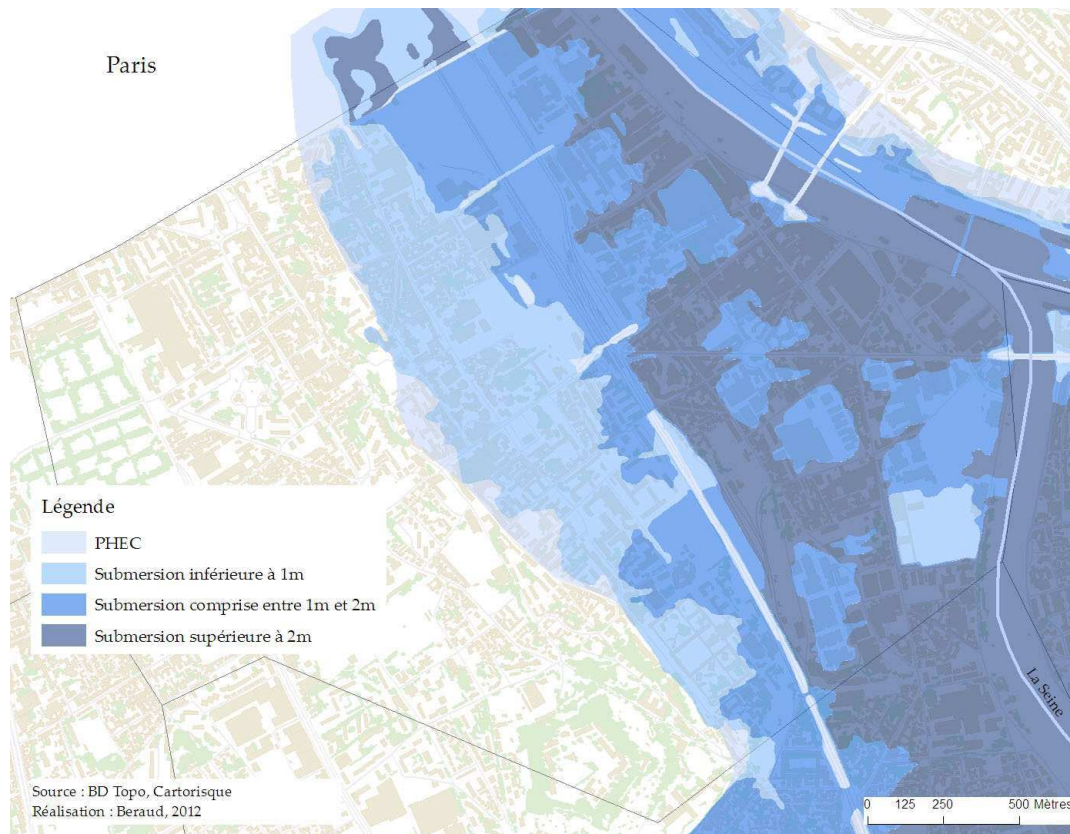 Paris
Légende
PHEC
Submersion inférieure à 1m
Submersion comprise entre 1m et 2m
Submersion supérieure à 2m
La Seine
Source : BD Topo, Cartorisque
Réalisation : Beraud, 2012
0 125 250 500 Mètres